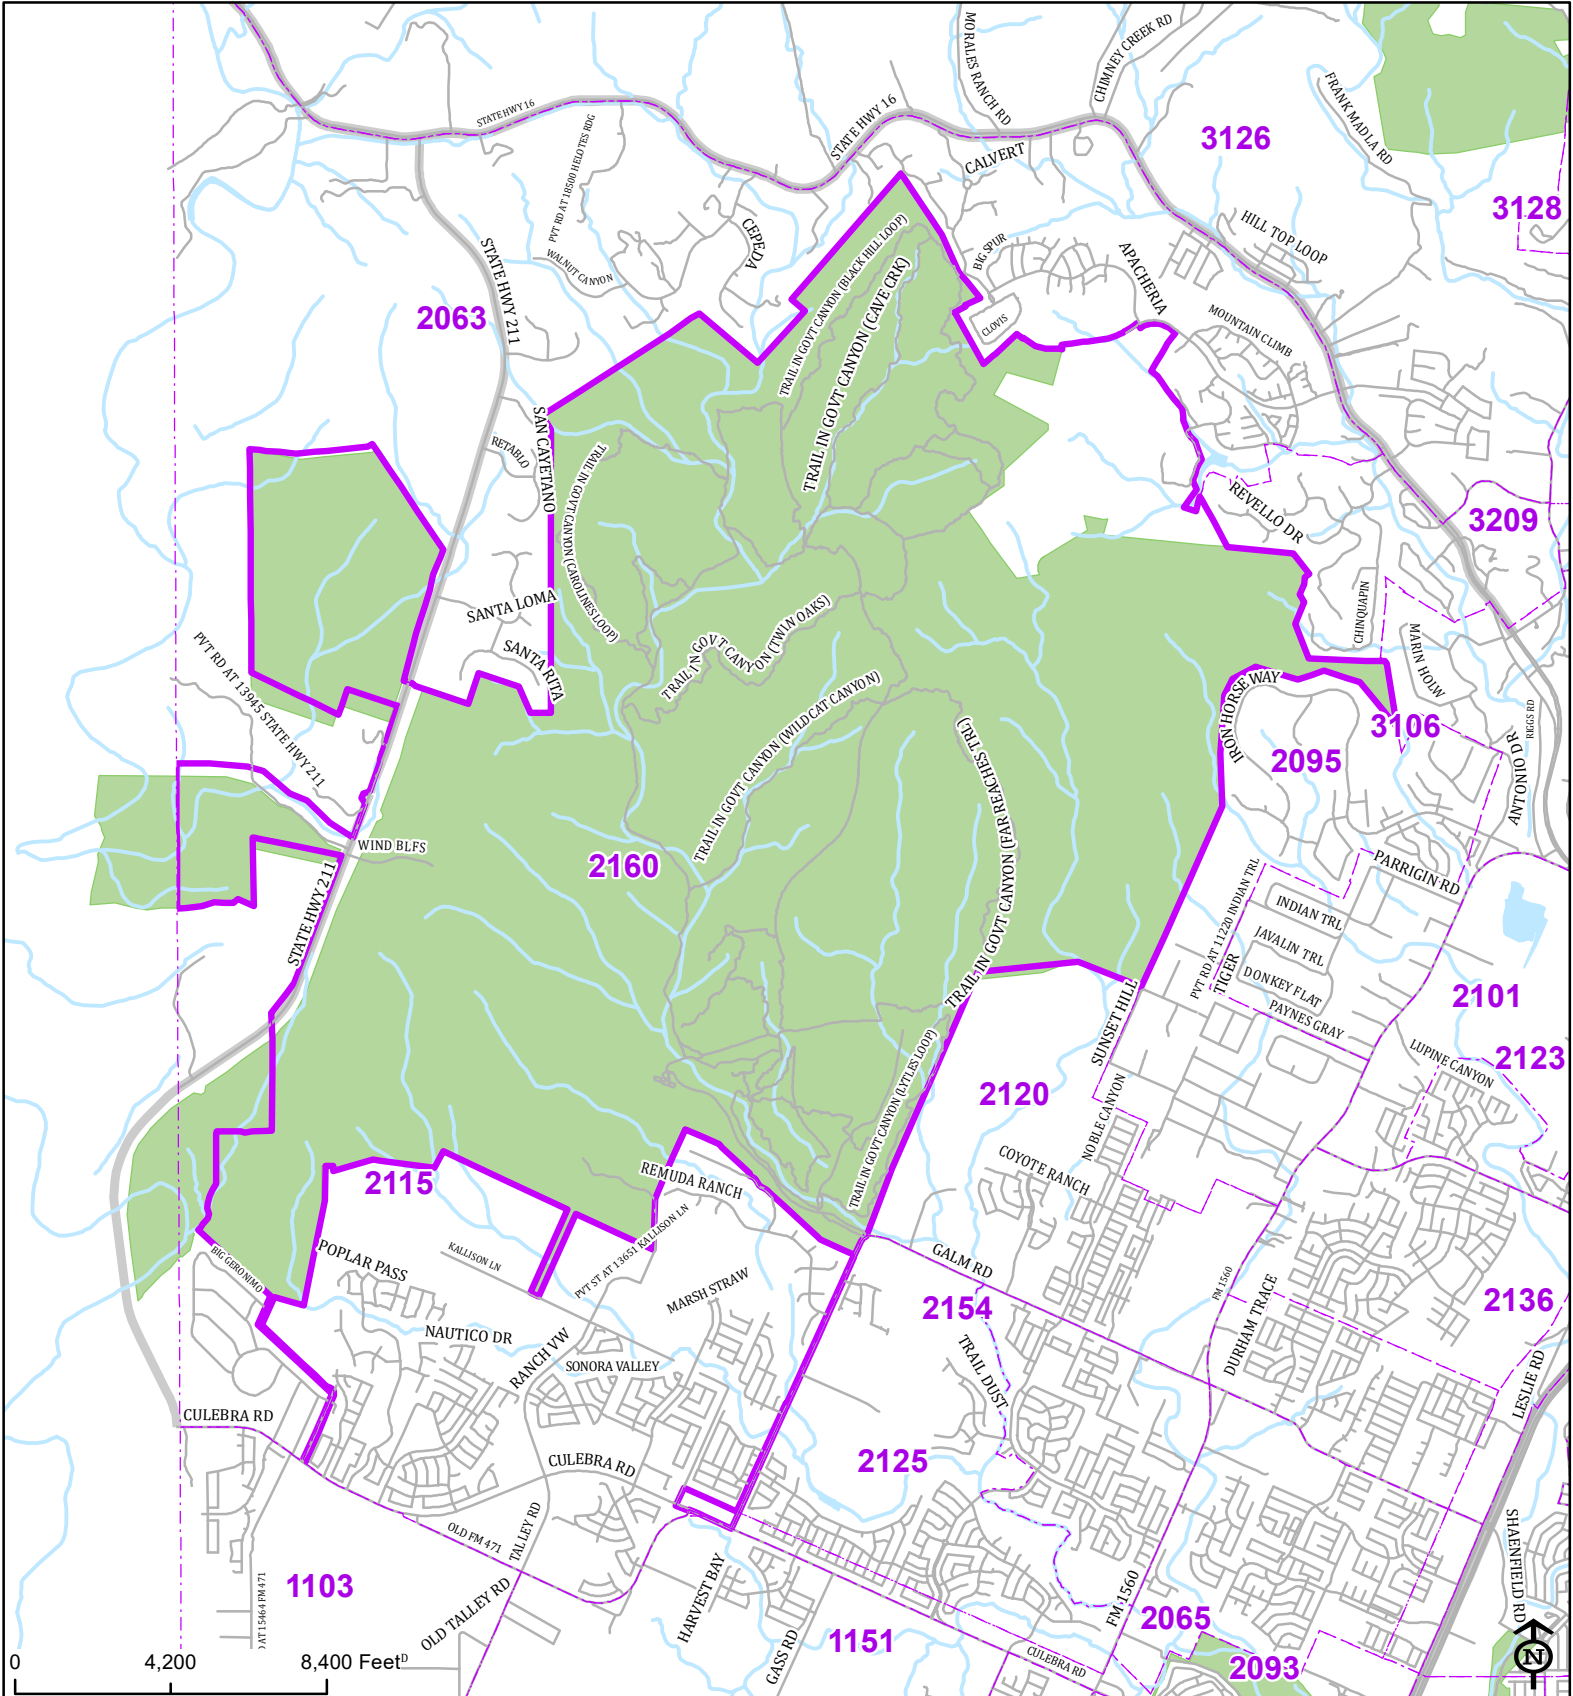 MORALES RANCH RD
CHIMNEY CREEK RD
FRANK MADLA RD
STATE HWY 16
STATE HWY 16
3126
CALVERT
PVT RD AT 18500 HELOTES RDG
3128
HILL TOP LOOP
CEPEDA
BIG SPUR
APACHERIA
WALNUT CANYON
STATE HWY 211
TRAIL IN GOVT CANYON (BLACK HILL LOOP)
TRAIL IN GOVT CANYON (CAVE CRK)
2063
CLOVIS
MOUNTAIN CLIMB
SAN CAYETANO
RETABLO
TRAIL IN GOVT CANYON (CAROLINES LOOP)
REVELLO DR
3209
SANTA LOMA
CHINQUAPIN
TRAIL IN GOVT CANYON (TWIN OAKS)
MARIN HOLW
SANTA RITA
PVT RD AT 13945 STATE HWY 211
TRAIL IN GOVT CANYON (WILDCAT CANYON)
IRON HORSE WAY
3106
RIGGS RD
ANTONIO DR
2095
TRAIL IN GOVT CANYON (FAR REACHES TRL)
WIND BLFS
2160
PARRIGIN RD
PVT RD AT 11220 INDIAN TRL
INDIAN TRL
STATE HWY 211
JAVALIN TRL
TIGER
DONKEY FLAT
TRAIL IN GOVT CANYON
2101
PAYNES GRAY
SUNSET HILL
LUPINE CANYON
2123
TRAIL IN GOVT CANYON (LYTLES LOOP)
2120
NOBLE CANYON
COYOTE RANCH
2115
REMUDA RANCH
PVT ST AT 13651 KALLISON LN
KALLISON LN
BIG GERONIMO
POPLAR PASS
GALM RD
MARSH STRAW
FM 1560
DURHAM TRACE
2154
2136
NAUTICO DR
RANCH VW
SONORA VALLEY
TRAIL DUST
LESLIE RD
CULEBRA RD
CULEBRA RD
2125
TALLEY RD
OLD FM 471
SHAENFIELD RD
1103
AT 15464 FM 471
OLD TALLEY RD
HARVEST BAY
GASS RD
1151
FM 1560
2065
CULEBRA RD
2093
N
0 4,200 8,400 Feet
D